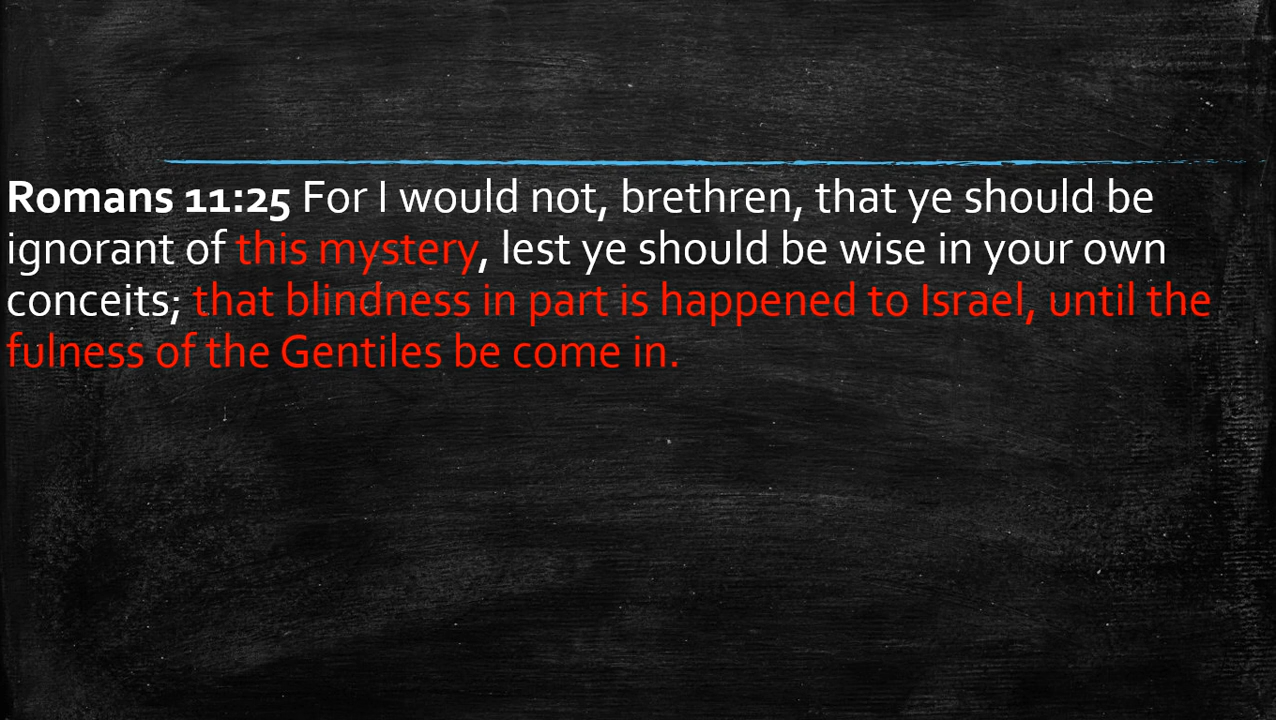 Romans 11:25 For I would not, brethren, that ye should be
ignorant of this mystery, lest ye should be wise in your own
conceits; that blindness in part is happened to Israel, until the
fulness of the Gentiles be come in.